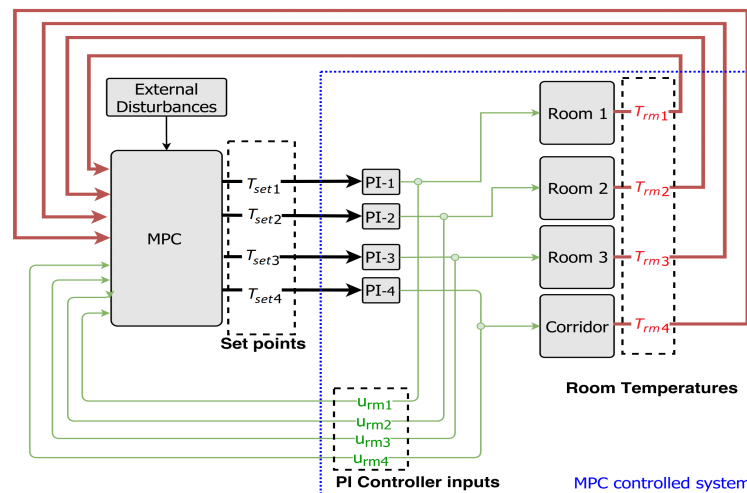 External
Disturbances
MPC
Tset1
Tset2
Tset3
Tset4
Set points
PI-1
PI-2
PI-3
PI-4
Room 1
Room 2
Room 3
Corridor
Trm1
Trm2
Trm3
Trm4
Room Temperatures
urm1
urm2
urm3
urm4
PI Controller inputs
MPC controlled system